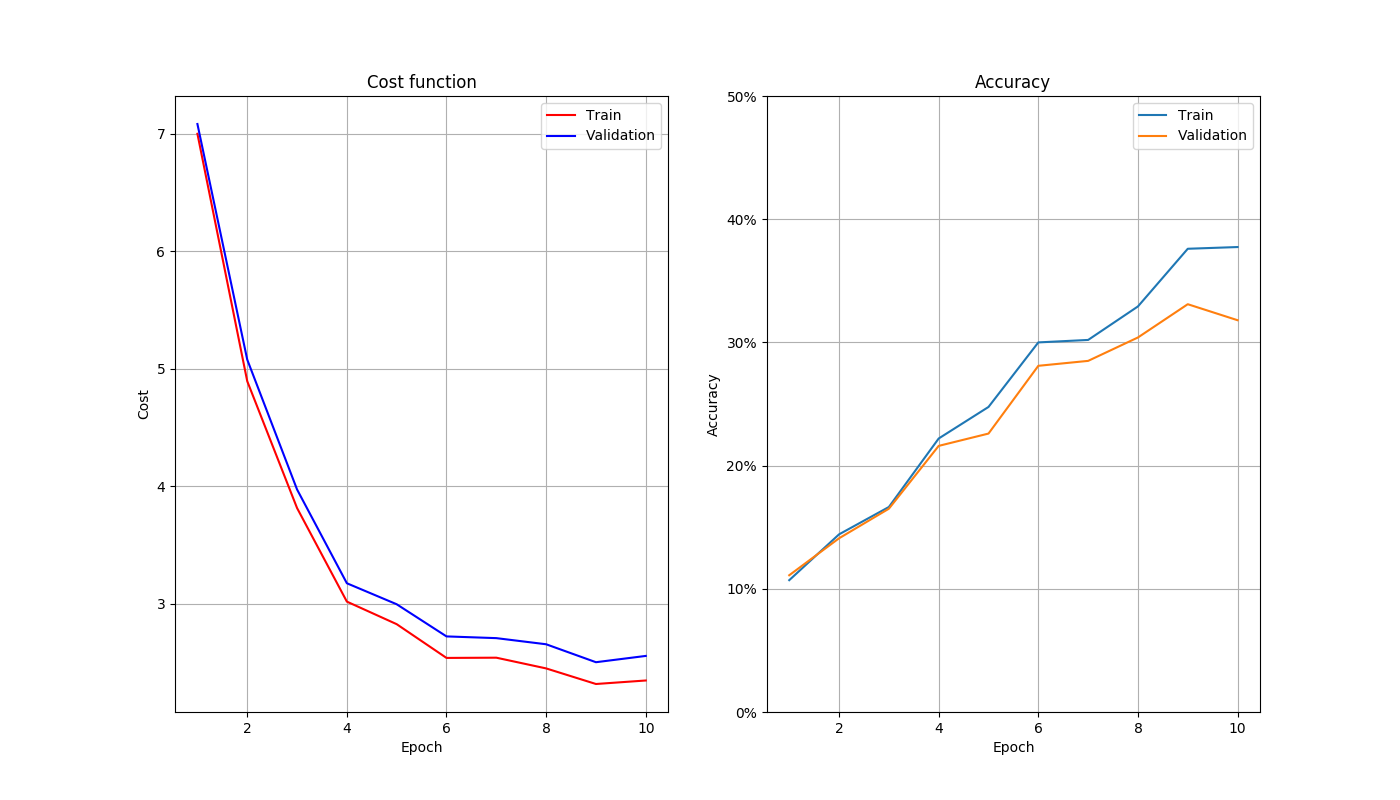 Cost function
Train
Validation
7
6
5
4
3
Cost
2 4 6 8 10
Epoch
Accuracy
Train
Validation
50%
40%
30%
20%
10%
0%
Accuracy
2 4 6 8 10
Epoch